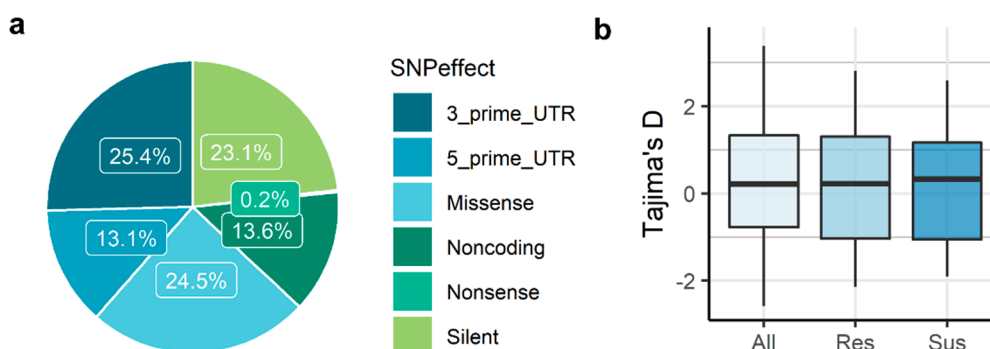 a
25.4%
23.1%
0.2%
13.6%
13.1%
24.5%
SNPeffect
3_prime_UTR
5_prime_UTR
Missense
Noncoding
Nonsense
Silent
b
Tajima's D
2
0
-2
All Res Sus